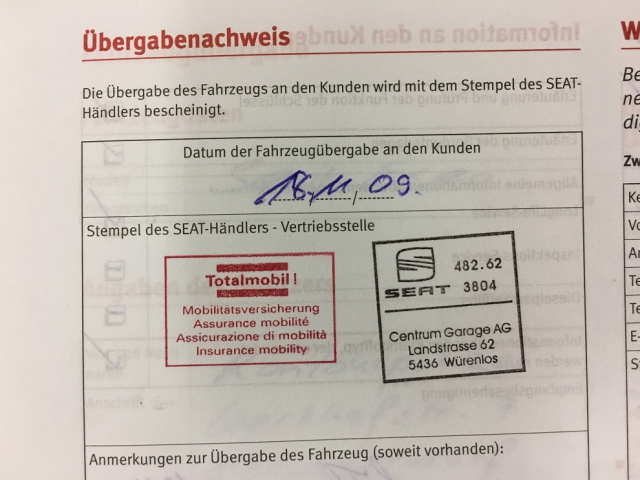 Übergabenachweis
Die Übergabe des Fahrzeugs an den Kunden wird mit dem Stempel des SEAT-
Händlers bescheinigt.
Datum der Fahrzeugübergabe an den Kunden
18.11./09.
Stempel des SEAT-Händlers - Vertriebsstelle
Totalmobil!
Mobilitätsversicherung
Assurance mobilité
Assicurazione di mobilità
Insurance mobility
482.62
SEAT 3804
Centrum Garage AG
Landstrasse 62
5436 Würenlos
Anmerkungen zur Übergabe des Fahrzeug (soweit vorhanden):